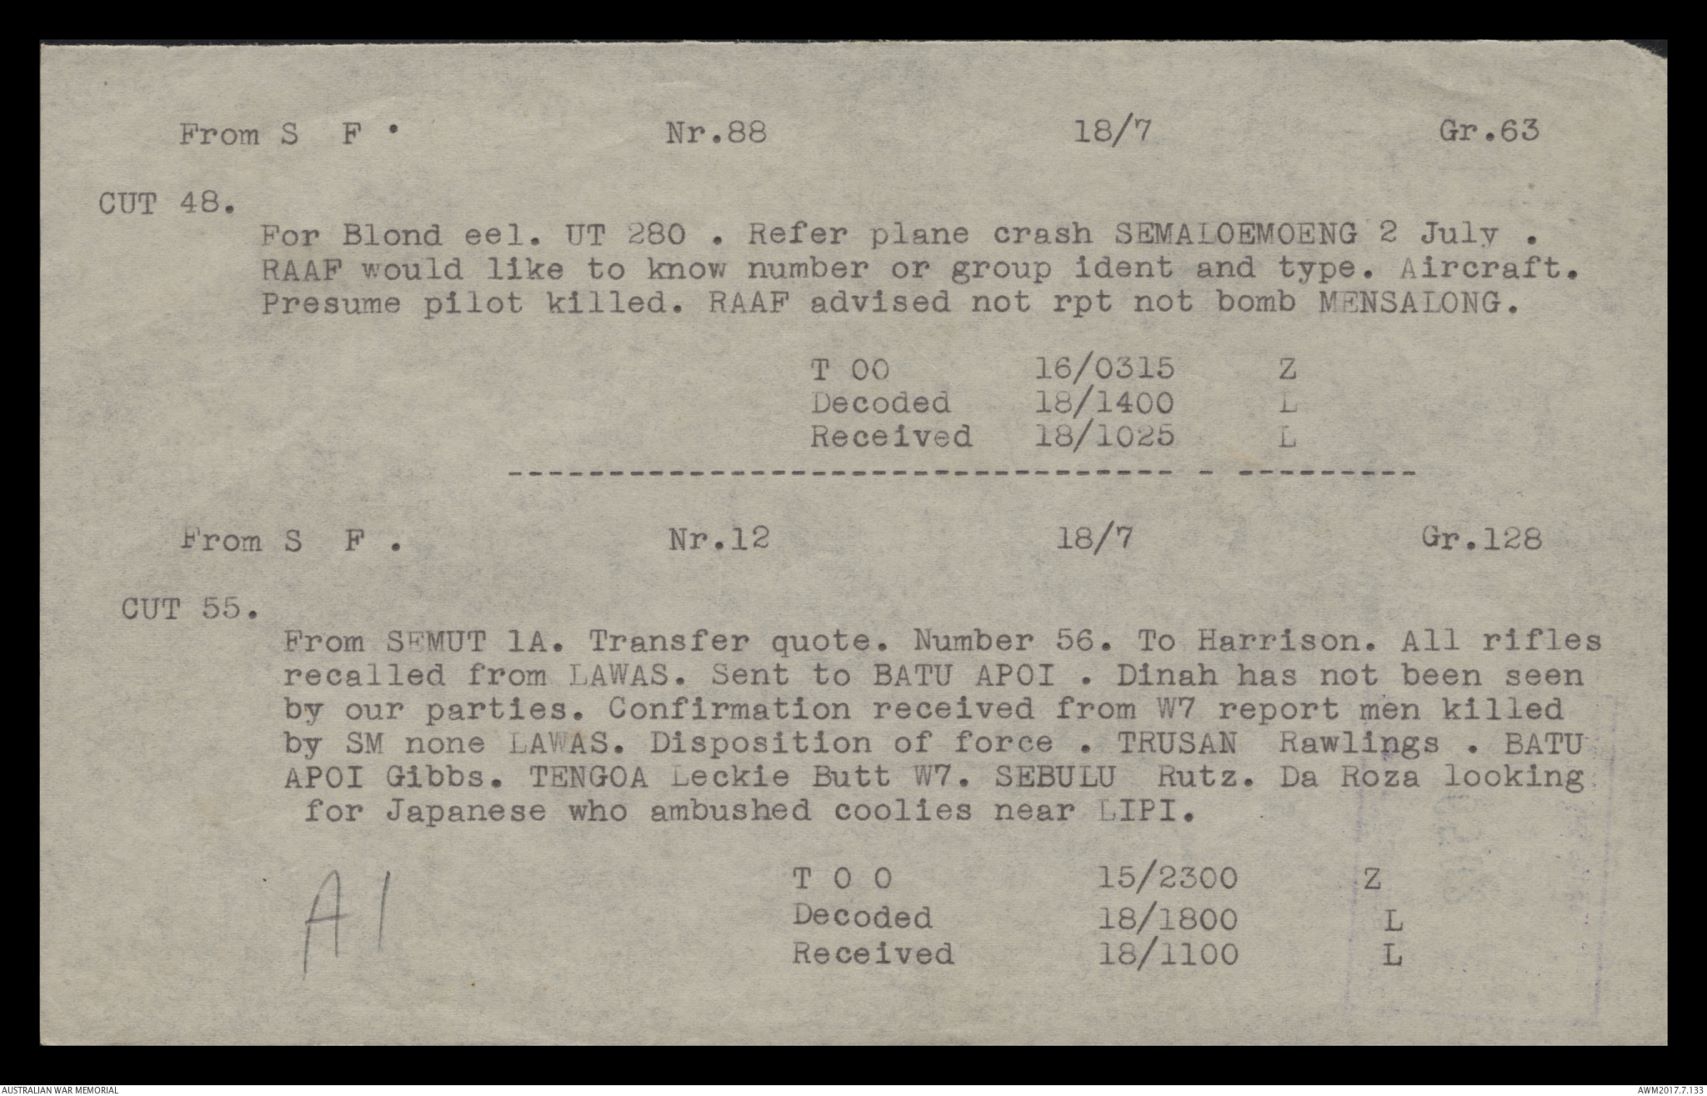 From S F . Nr.88 18/7 Gr.63
CUT 48.
For Blond eel. UT 280 . Refer plane crash SEMALOEMOENG 2 July .
RAAF would like to know number or group ident and type. Aircraft.
Presume pilot killed. RAAF advised not rpt not bomb MENSALONG.
T OO 16/0315 Z
Decoded 18/1400 L
Received 18/1025 L
--------------------------------- - ---------
From S F . Nr.12 18/7 Gr.128
CUT 55.
From SEMUT 1A. Transfer quote. Number 56. To Harrison. All rifles
recalled from LAWAS. Sent to BATU APOI . Dinah has not been seen
by our parties. Confirmation received from W7 report men killed
by SM none LAWAS. Disposition of force . TRUSAN Rawlings . BATU
APOI Gibbs. TENGOA Leckie Butt W7. SEBULU Rutz. Da Roza looking
for Japanese who ambushed coolies near LIPI.
T O O 15/2300 Z
Decoded 18/1800 L
Received 18/1100 L
A1
AUSTRALIAN WAR MEMORIAL AWM2017.7.133